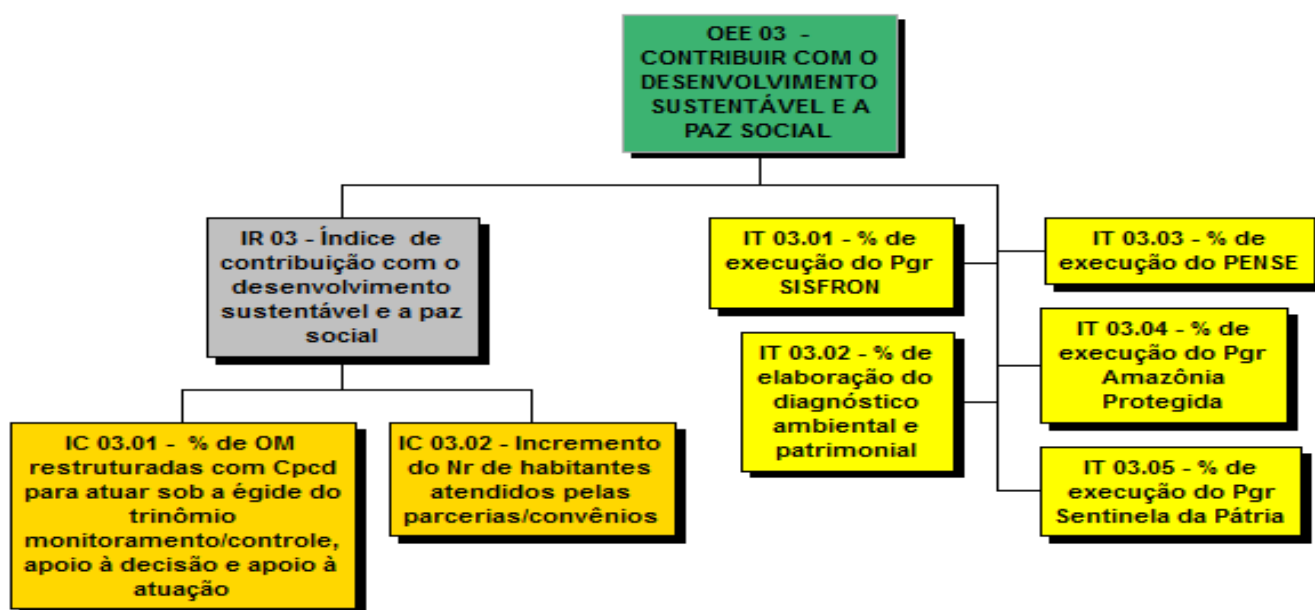 OEE 03 -
CONTRIBUIR COM O
DESENVOLVIMENTO
SUSTENTÁVEL E A
PAZ SOCIAL
IR 03 - Índice de
contribuição com o
desenvolvimento
sustentável e a paz
social
IC 03.01 - % de OM
restruturadas com Cpcd
para atuar sob a égide do
trinômio
monitoramento/controle,
apoio à decisão e apoio à
atuação
IC 03.02 - Incremento
do Nr de habitantes
atendidos pelas
parcerias/convênios
IT 03.01 - % de
execução do Pgr
SISFRON
IT 03.02 - % de
elaboração do
diagnóstico
ambiental e
patrimonial
IT 03.03 - % de
execução do PENSE
IT 03.04 - % de
execução do Pgr
Amazônia
Protegida
IT 03.05 - % de
execução do Pgr
Sentinela da Pátria